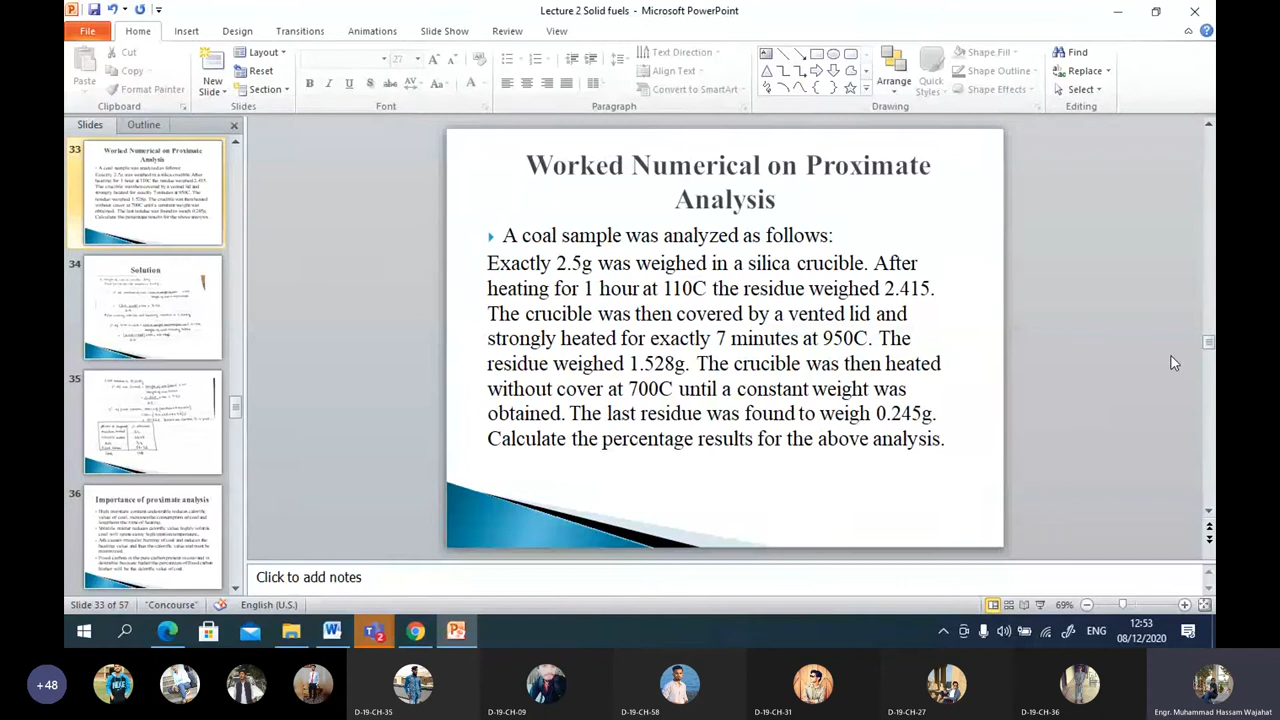 Lecture 2 Solid fuels - Microsoft PowerPoint
File Home Insert Design Transitions Animations Slide Show Review View
Paste
Cut
Copy
Format Painter
Clipboard
New Slide
Layout
Reset
Section
Slides
27
Font
Paragraph
Text Direction
Align Text
Convert to SmartArt
Arrange
Quick Styles
Shape Fill
Shape Outline
Shape Effects
Drawing
Find
Replace
Select
Editing
Slides Outline
33
Worked Numerical on Proximate
Analysis
34
Solution
35
36
Importance of proximate analysis
Worked Numerical on Proximate
Analysis
A coal sample was analyzed as follows:
Exactly 2.5g was weighed in a silica crucible. After
heating for 1 hour at 110C the residue weighed 2.415.
The crucible was then covered by a vented lid and
strongly heated for exactly 7 minutes at 950C. The
residue weighed 1.528g. The crucible was then heated
without cover at 700C until a constant weight was
obtained. The last residue was found to weigh 0.245g.
Calculate the percentage results for the above analysis.
Click to add notes
Slide 33 of 57 "Concourse" English (U.S.) 69%
ENG
12:53
08/12/2020
+48
D-19-CH-35 D-19-CH-09 D-19-CH-58 D-19-CH-31 D-19-CH-27 D-19-CH-36 Engr. Muhammad Hassam Wajahat